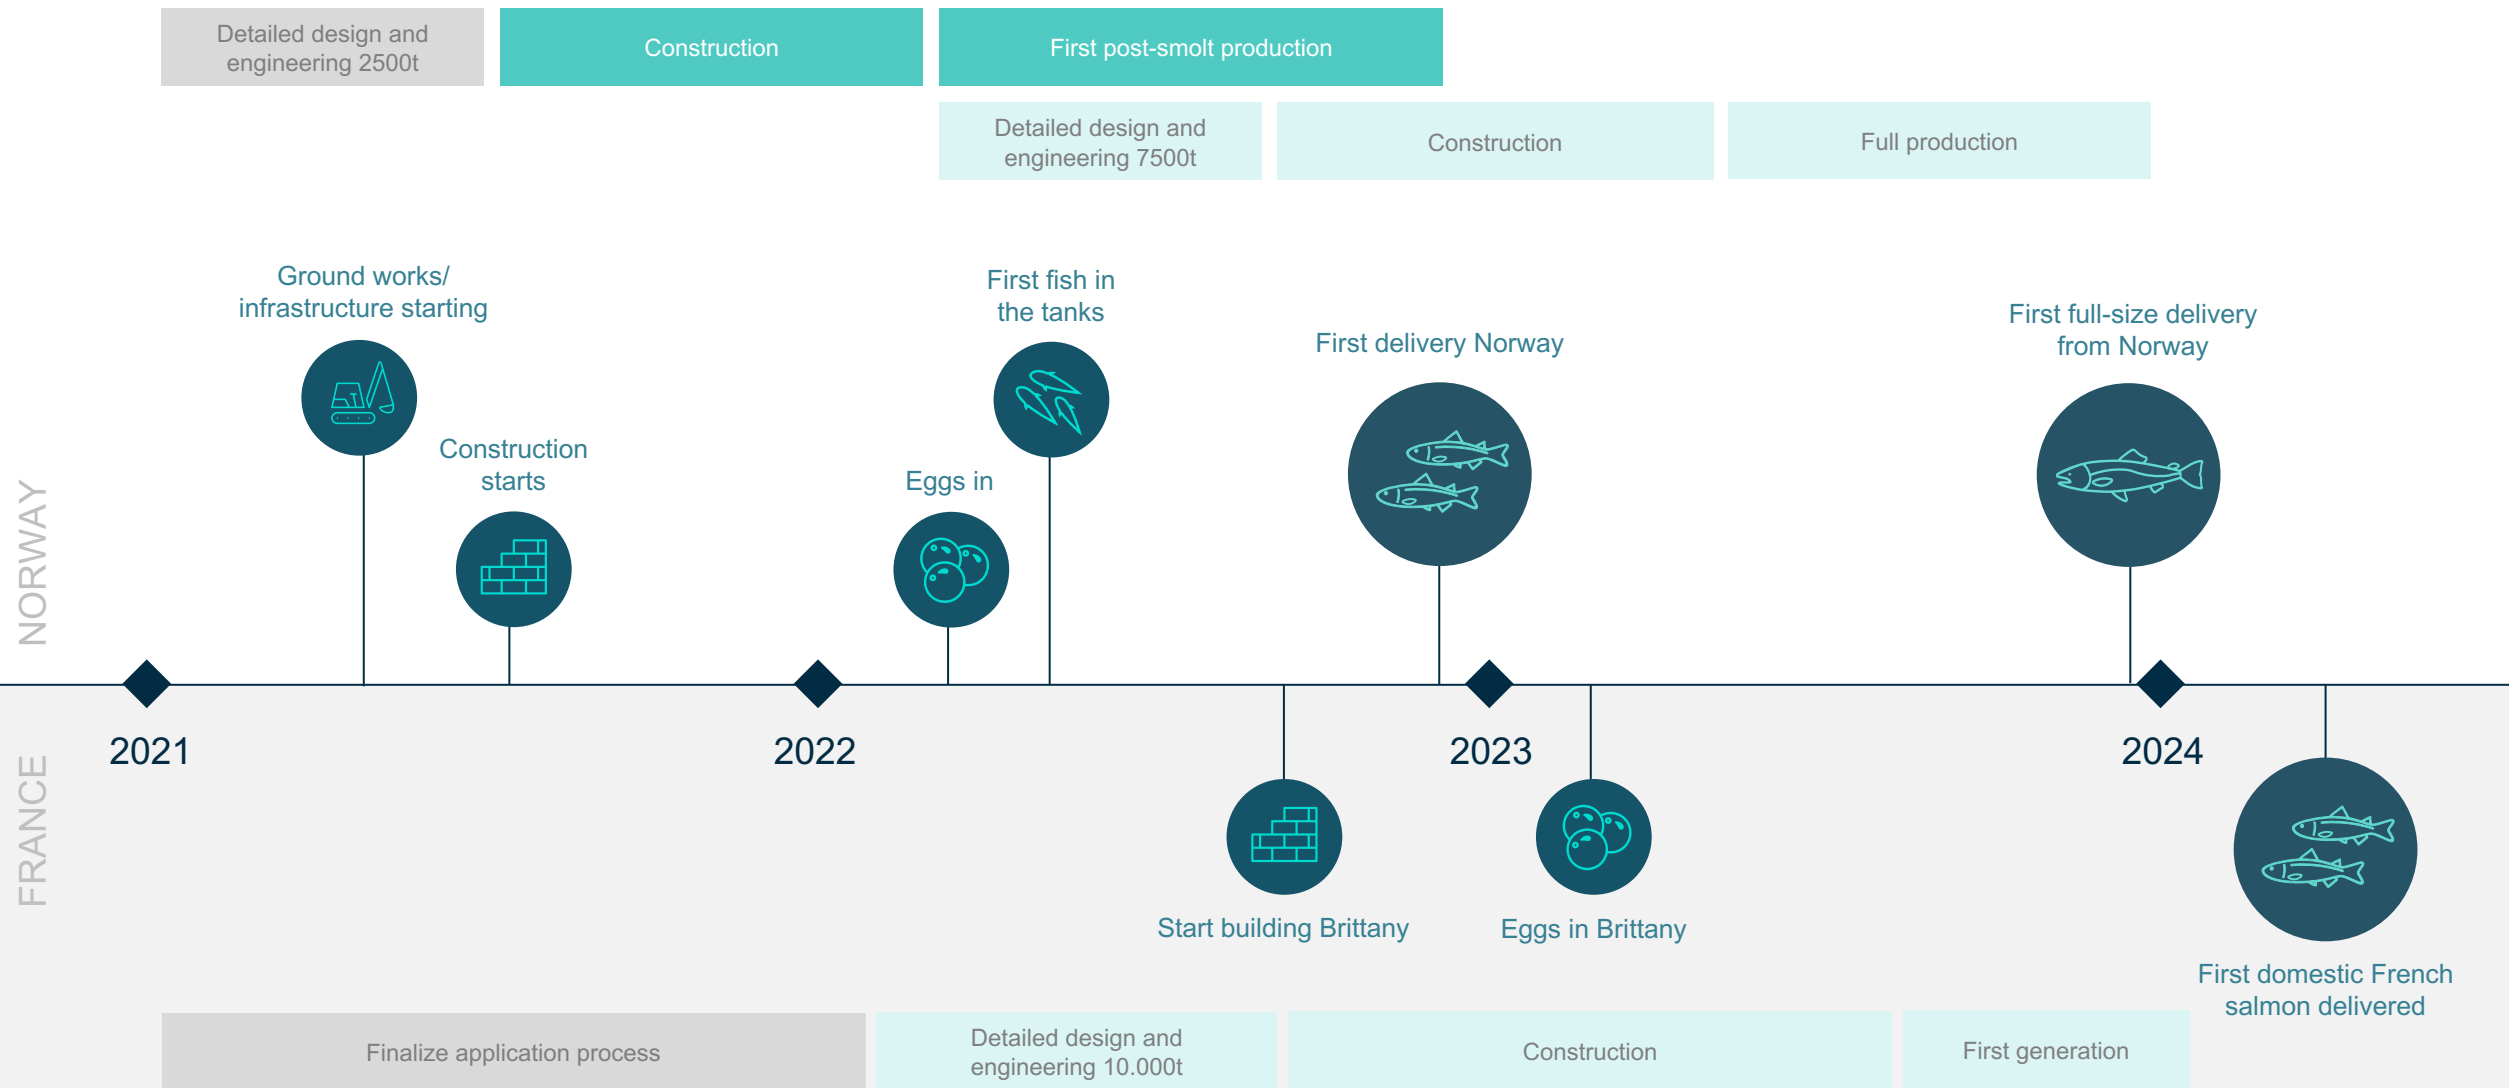 Detailed design and
engineering 2500t
Construction
First post-smolt production
Detailed design and
engineering 7500t
Construction
Full production
NORWAY
Ground works/
infrastructure starting
Construction
starts
Eggs in
First fish in
the tanks
First delivery Norway
First full-size delivery
from Norway
2021
2022
2023
2024
FRANCE
Start building Brittany
Eggs in Brittany
First domestic French
salmon delivered
Finalize application process
Detailed design and
engineering 10.000t
Construction
First generation